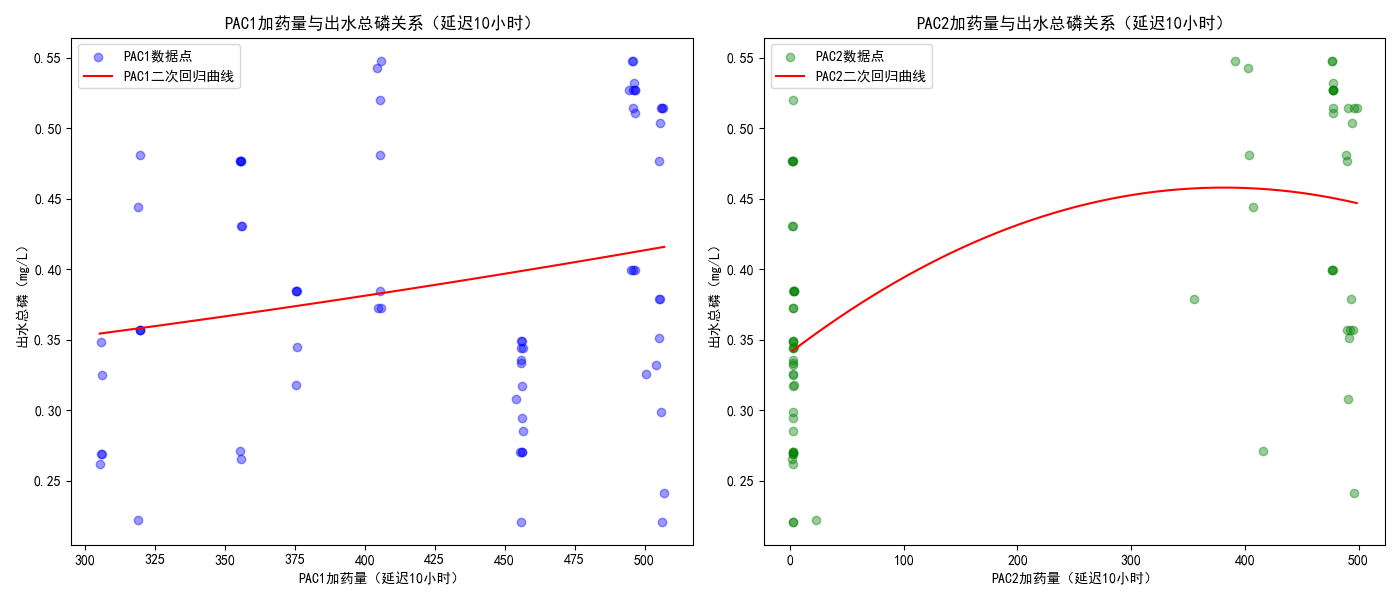 PAC1加药量与出水总磷关系（延迟10小时）
PAC1数据点
PAC1二次回归曲线
出水总磷（mg/L）
0.55
0.50
0.45
0.40
0.35
0.30
0.25
300 325 350 375 400 425 450 475 500
PAC1加药量（延迟10小时）
PAC2加药量与出水总磷关系（延迟10小时）
PAC2数据点
PAC2二次回归曲线
出水总磷（mg/L）
0.55
0.50
0.45
0.40
0.35
0.30
0.25
0 100 200 300 400 500
PAC2加药量（延迟10小时）